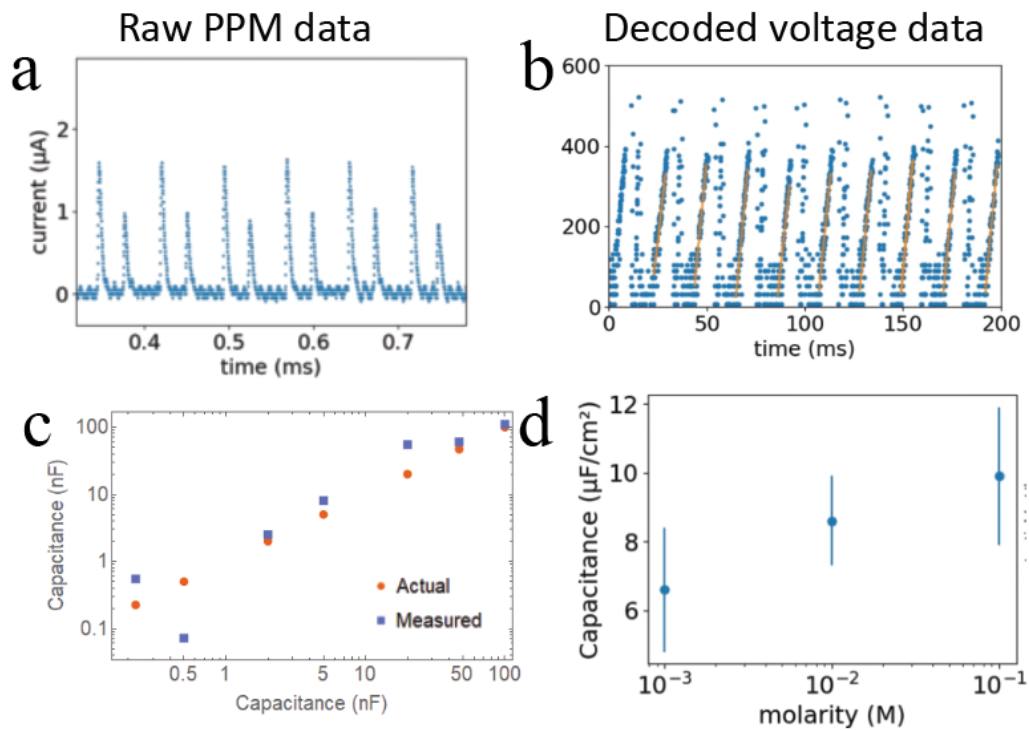 Raw PPM data
Decoded voltage data
a
b
current (µA)
2
1
0
0.4 0.5 0.6 0.7
time (ms)
600
400
200
0
0 50 100 150 200
time (ms)
c
d
Capacitance (nF)
100
10
1
0.1
Actual
Measured
0.5 1 5 10 50 100
Capacitance (nF)
Capacitance (µF/cm²)
12
10
8
6
10⁻³ 10⁻² 10⁻¹
molarity (M)